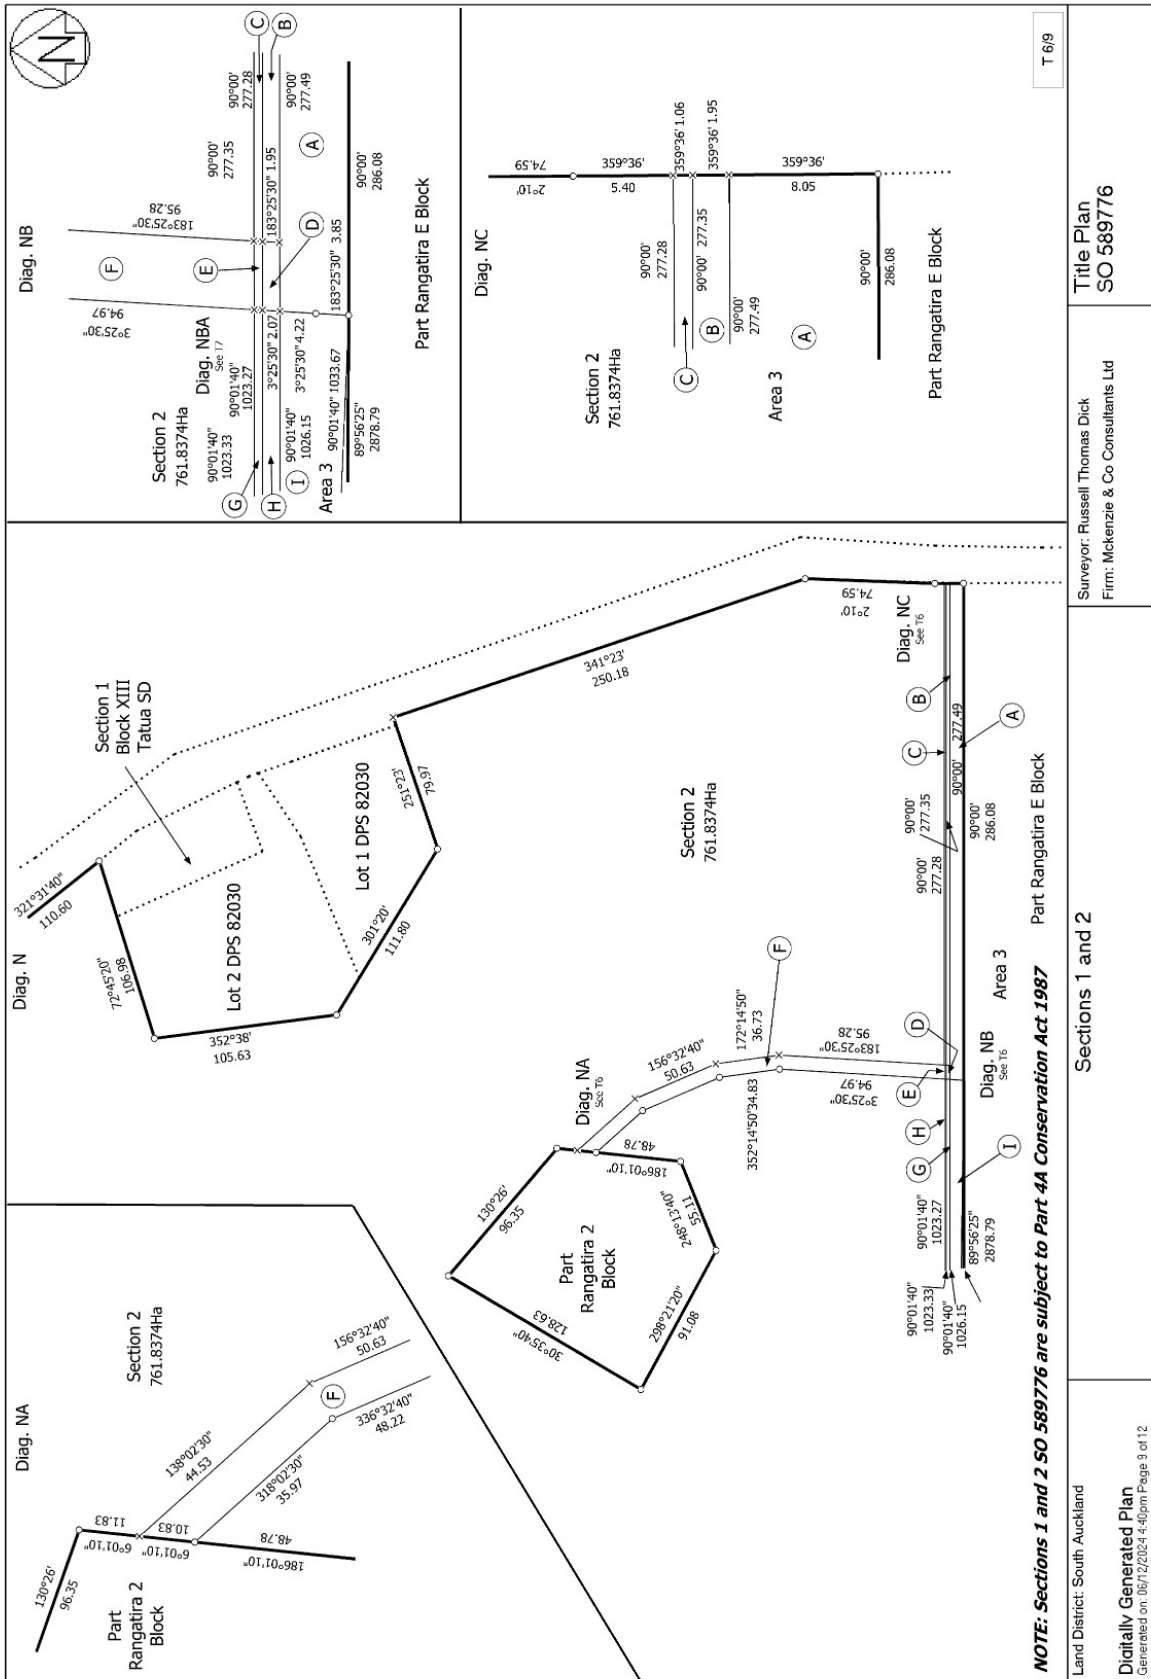 Diag. N
321°31'40"
110.60
Section 1
Block XIII
Tatua SD
72°45'20"
106.98
Lot 2 DPS 82030
352°38'
105.63
Lot 1 DPS 82030
301°20'
111.80
251°23'
79.97
341°23'
250.18
2°10'
74.59
Diag. NC
See T6
Section 2
761.8374Ha
Diag. NA
See T6
130°26'
96.35
Part
Rangatira 2
Block
30°35'40"
128.63
298°21'20"
91.08
248°13'40"
55.11
186°01'10"
48.78
156°32'40"
50.63
172°14'50"
36.73
352°14'50" 34.83
F
183°25'30"
95.28
3°25'30"
94.97
B
C
90°00'
277.35
90°00'
277.28
90°00'
277.49
A
D
E
H
G
I
90°01'40"
1023.27
90°01'40"
1023.33
90°01'40"
1026.15
89°56'25"
2878.79
90°00'
286.08
Diag. NB
See T6
Area 3
Part Rangatira E Block
NOTE: Sections 1 and 2 SO 589776 are subject to Part 4A Conservation Act 1987
Diag. NA
130°26'
96.35
Part
Rangatira 2
Block
11.83
6°01'10"
10.83
6°01'10"
48.78
186°01'10"
138°02'30"
44.53
318°02'30"
35.97
F
156°32'40"
50.63
336°32'40"
48.22
Section 2
761.8374Ha
Diag. NB
N
F
183°25'30"
95.28
3°25'30"
94.97
Section 2
761.8374Ha
Diag. NBA
See T7
90°01'40"
1023.33
90°01'40"
1023.27
G
H
E
D
C
B
90°00'
277.35
90°00'
277.28
3°25'30" 2.07
183°25'30" 1.95
90°00'
277.49
A
I
90°01'40"
1026.15
3°25'30" 4.22
183°25'30" 3.85
Area 3
90°01'40" 1033.67
89°56'25"
2878.79
90°00'
286.08
Part Rangatira E Block
Diag. NC
2°10'
74.59
5.40
359°36'
359°36' 1.06
359°36' 1.95
8.05
359°36'
Section 2
761.8374Ha
90°00'
277.28
90°00' 277.35
C
B
90°00'
277.49
A
Area 3
90°00'
286.08
Part Rangatira E Block
T 6/9
Land District: South Auckland
Digitally Generated Plan
Generated on: 06/12/2024 4:40pm Page 9 of 12
Sections 1 and 2
Surveyor: Russell Thomas Dick
Firm: Mckenzie & Co Consultants Ltd
Title Plan
SO 589776